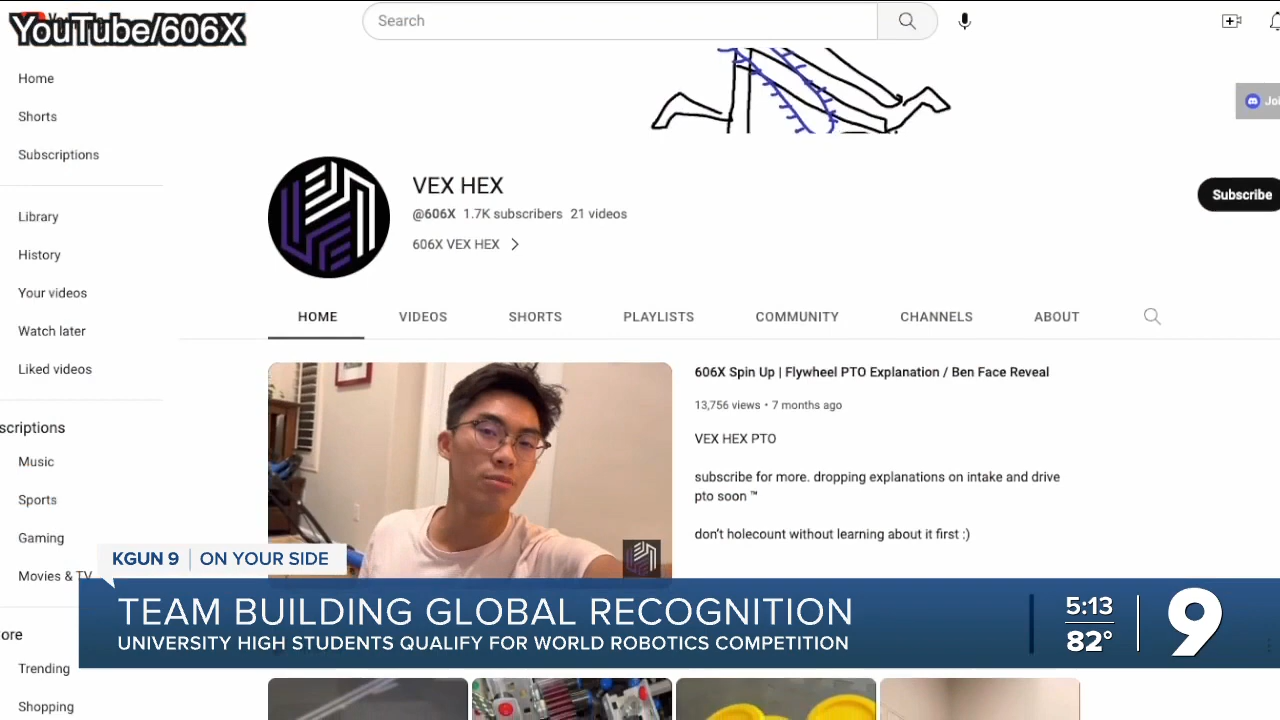 YouTube/606X
Search
Home
Shorts
Subscriptions
Joi
VEX HEX
@606X 1.7K subscribers 21 videos
606X VEX HEX
Subscribe
Library
History
Your videos
Watch later
Liked videos
HOME VIDEOS SHORTS PLAYLISTS COMMUNITY CHANNELS ABOUT
606X Spin Up | Flywheel PTO Explanation / Ben Face Reveal
13,756 views • 7 months ago
VEX HEX PTO
subscribe for more. dropping explanations on intake and drive
pto soon ™
don't holecount without learning about it first :)
scriptions
Music
Sports
Gaming
Movies & TV
ore
Trending
Shopping
KGUN 9 | ON YOUR SIDE
TEAM BUILDING GLOBAL RECOGNITION
UNIVERSITY HIGH STUDENTS QUALIFY FOR WORLD ROBOTICS COMPETITION
5:13
82°
9